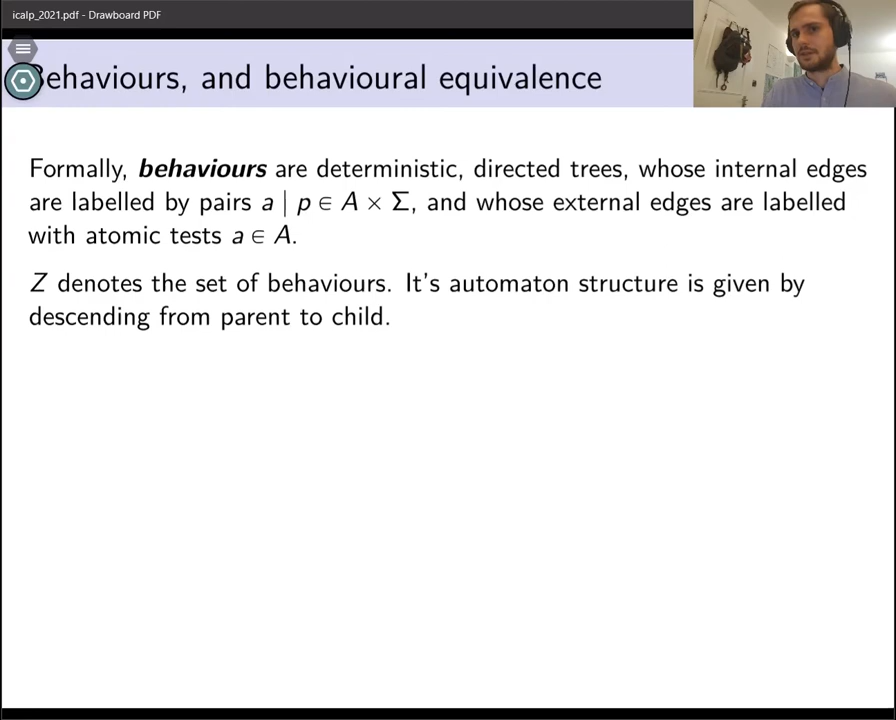 icalp_2021.pdf - Drawboard PDF
ehaviours, and behavioural equivalence
Formally, behaviours are deterministic, directed trees, whose internal edges
are labelled by pairs a | p ∈ A × Σ, and whose external edges are labelled
with atomic tests a ∈ A.
Z denotes the set of behaviours. It's automaton structure is given by
descending from parent to child.